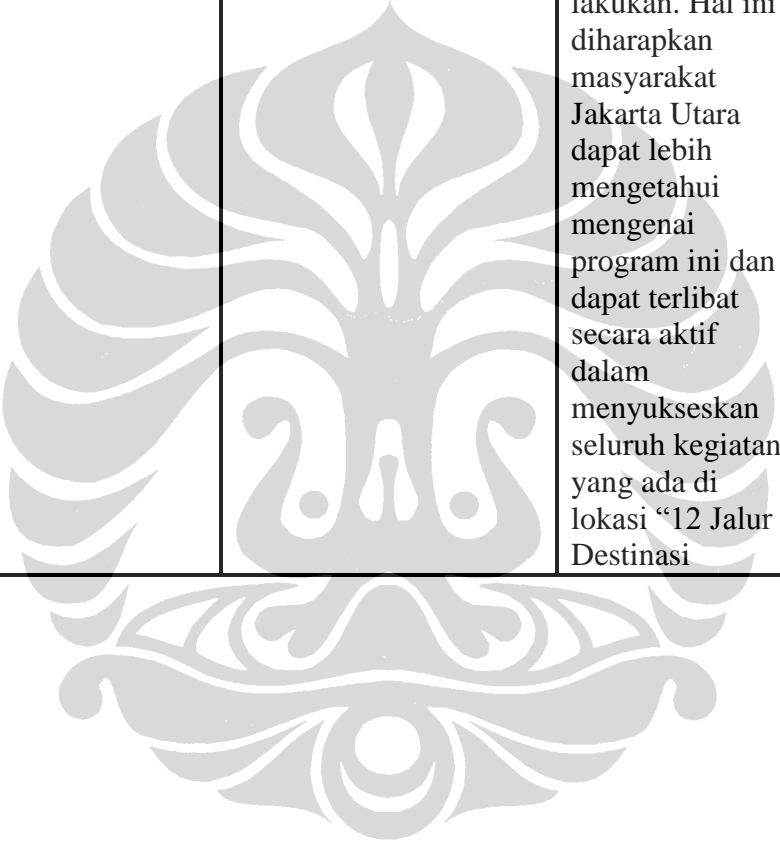 lakukan. Hal ini
diharapkan
masyarakat
Jakarta Utara
dapat lebih
mengetahui
mengenai
program ini dan
dapat terlibat
secara aktif
dalam
menyukseskan
seluruh kegiatan
yang ada di
lokasi “12 Jalur
Destinasi